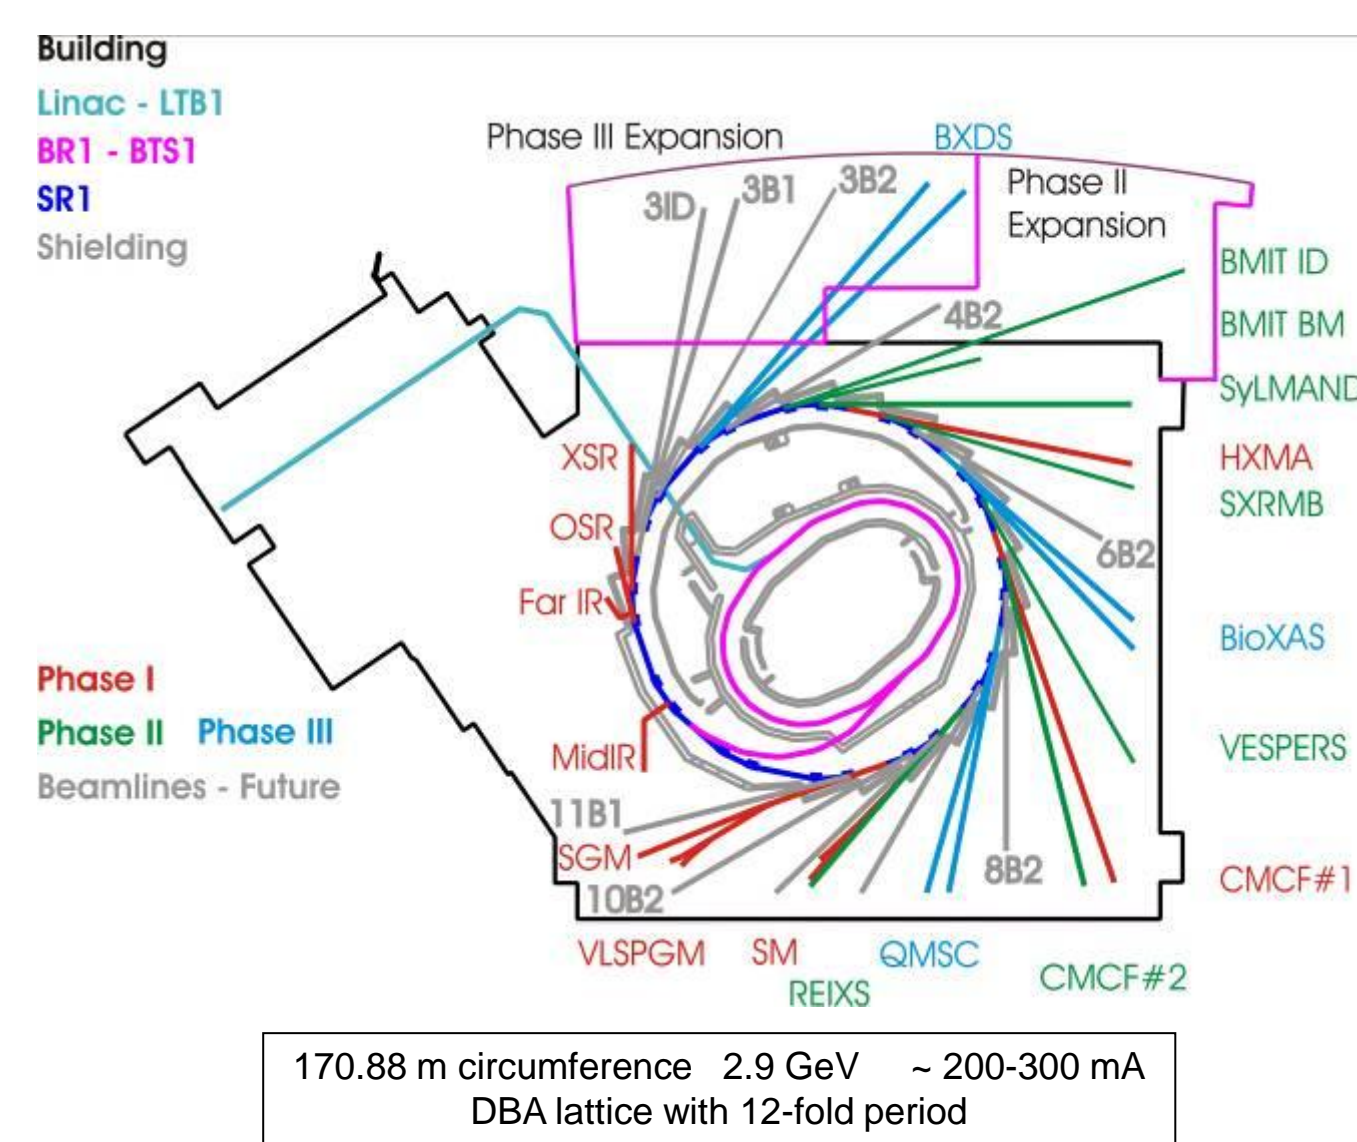 Building
Linac - LTB1
BR1 - BTS1
SR1
Shielding
Phase III Expansion
BXDS
Phase II
Expansion
3ID
3B1
3B2
4B2
BMIT ID
BMIT BM
SyLMAND
HXMA
SXRMB
6B2
BioXAS
VESPERS
CMCF#1
XSR
OSR
Far IR
MidIR
Phase I
Phase II Phase III
Beamlines - Future
11B1
SGM
10B2
8B2
VLSPGM
SM
REIXS
QMSC
CMCF#2
170.88 m circumference 2.9 GeV ~ 200-300 mA
DBA lattice with 12-fold period